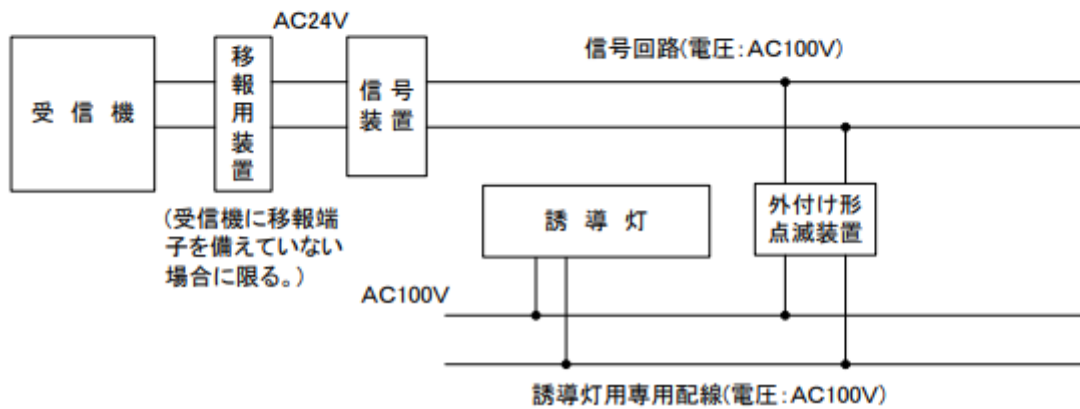 AC24V
信号回路(電圧:AC100V)
受信機
移報用装置
信号
装置
(受信機に移報端
子を備えていない
場合に限る。)
誘導灯
外付け形
点滅装置
AC100V
誘導灯用専用配線(電圧:AC100V)